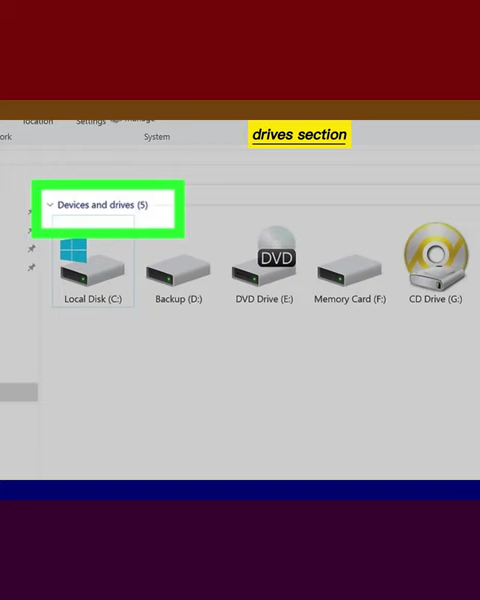 location
Settings
Manage
ork
System
drives section
Devices and drives (5)
DVD
Local Disk (C:)
Backup (D:)
DVD Drive (E:)
Memory Card (F:)
CD Drive (G:)